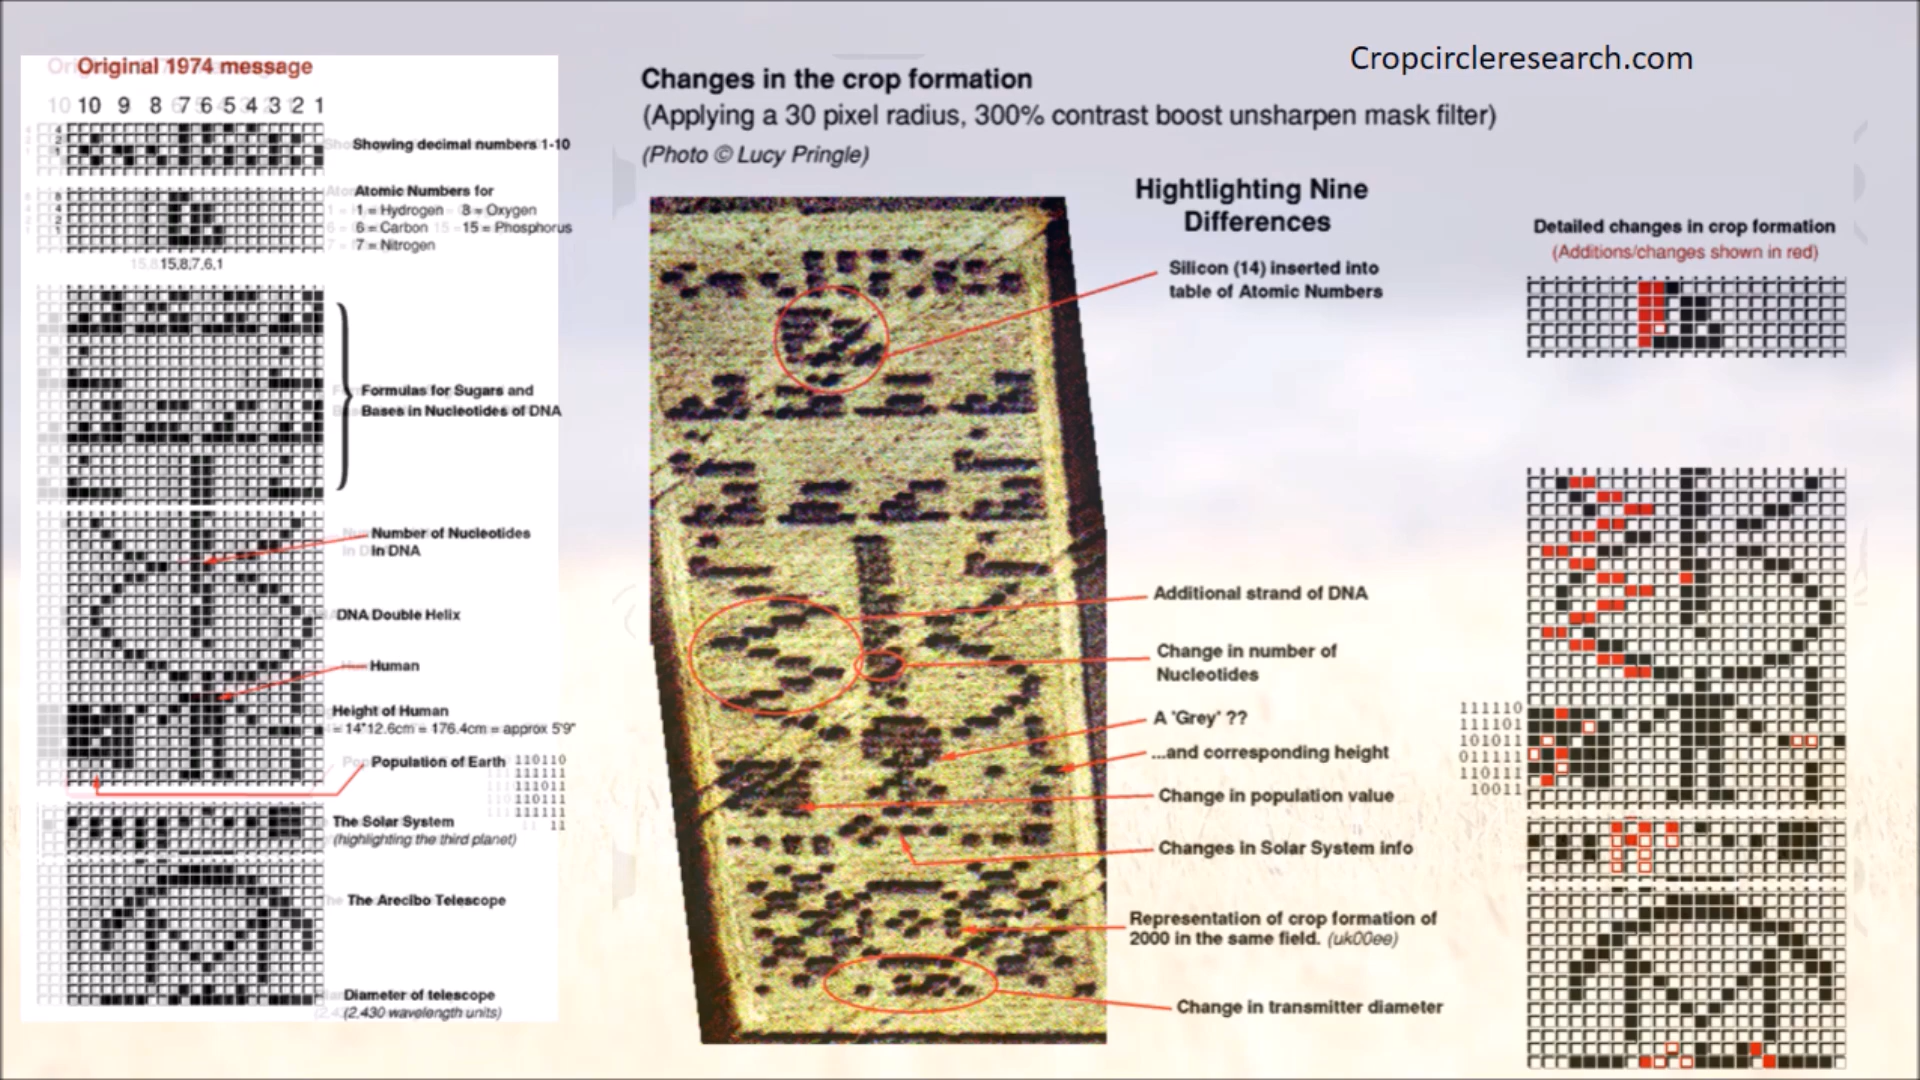 Cropcircleresearch.com
Original 1974 message
10 9 8 7 6 5 4 3 2 1
Showing decimal numbers 1-10
Atomic Numbers for
1 = Hydrogen 8 = Oxygen
6 = Carbon 15 = Phosphorus
7 = Nitrogen
15,8,7,6,1
Formulas for Sugars and
Bases in Nucleotides of DNA
Number of Nucleotides
in DNA
DNA Double Helix
Human
Height of Human
= 14*12.6cm = 176.4cm = approx 5'9"
Population of Earth
110110
111111
111011
110111
111111
11
The Solar System
(highlighting the third planet)
The Arecibo Telescope
Diameter of telescope
(2,430 wavelength units)
Changes in the crop formation
(Applying a 30 pixel radius, 300% contrast boost unsharpen mask filter)
(Photo © Lucy Pringle)
Hightlighting Nine
Differences
Silicon (14) inserted into
table of Atomic Numbers
Additional strand of DNA
Change in number of
Nucleotides
A 'Grey' ??
...and corresponding height
Change in population value
Changes in Solar System info
Representation of crop formation of
2000 in the same field. (uk00ee)
Change in transmitter diameter
Detailed changes in crop formation
(Additions/changes shown in red)
111110
111101
101011
011111
110111
10011